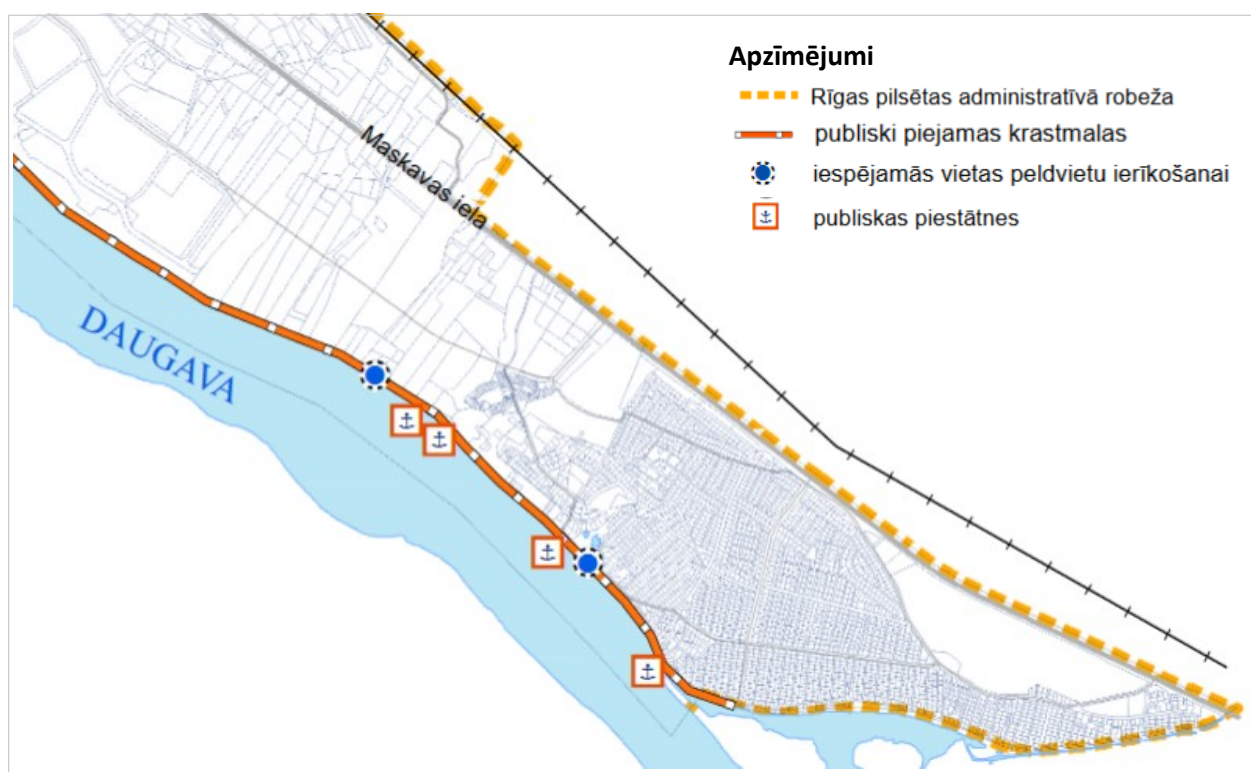 Apzīmējumi
Rīgas pilsētas administratīvā robeža
publiski piejamas krastmalas
iespējamās vietas peldvietu ierīkošanai
publiskas piestātnes
Maskavas iela
DAUGAVA